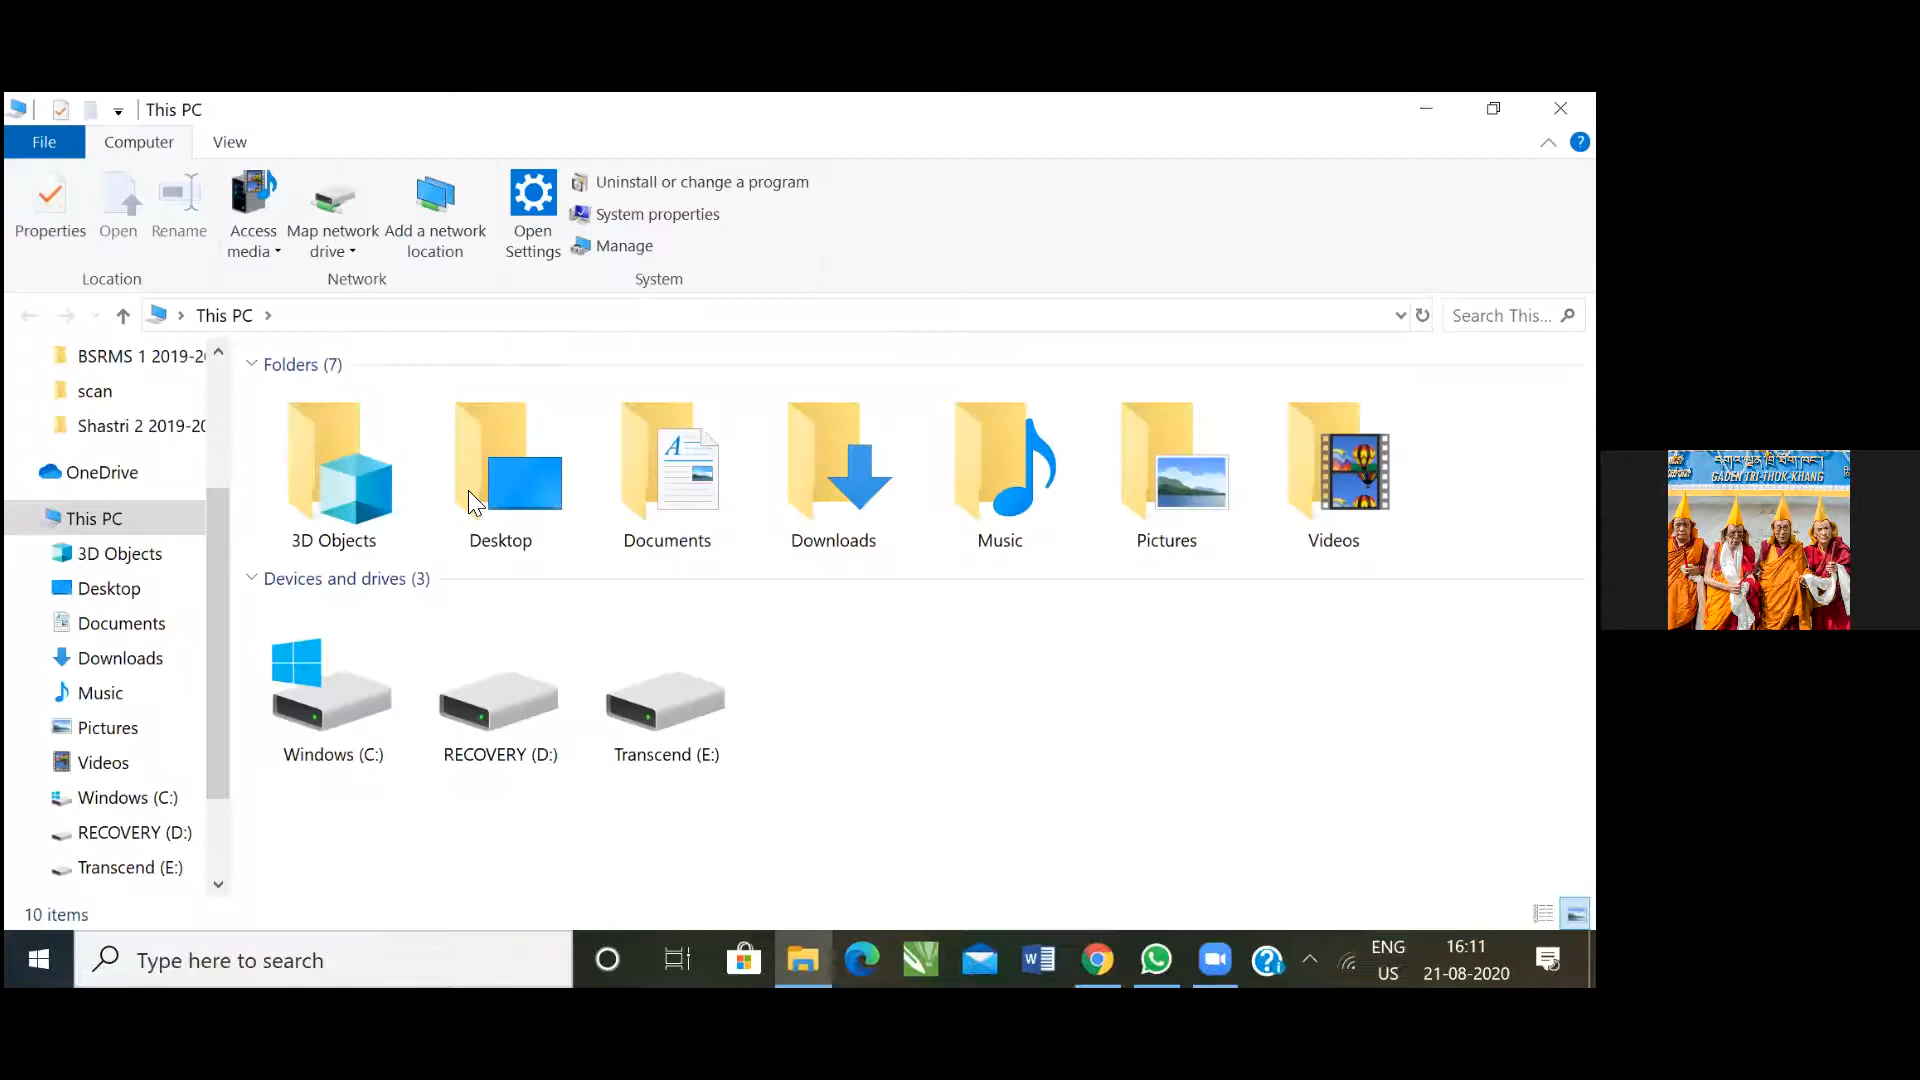 This PC
File
Computer
View
Properties
Open
Rename
Access
media
Map network
drive
Add a network
location
Open
Settings
Uninstall or change a program
System properties
Manage
Location
Network
System
This PC
Search This...
BSRMS 1 2019-2
scan
Shastri 2 2019-20
OneDrive
This PC
3D Objects
Desktop
Documents
Downloads
Music
Pictures
Videos
Windows (C:)
RECOVERY (D:)
Transcend (E:)
Folders (7)
3D Objects
Desktop
Documents
Downloads
Music
Pictures
Videos
Devices and drives (3)
Windows (C:)
RECOVERY (D:)
Transcend (E:)
10 items
Type here to search
ENG
US
16:11
21-08-2020
GADEN TRI-THOK-KHANG